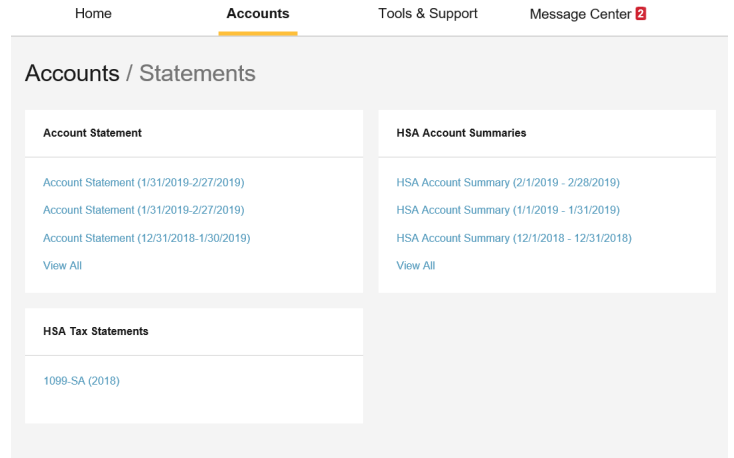 Home Accounts Tools & Support Message Center 2
Accounts / Statements
Account Statement
Account Statement (1/31/2019-2/27/2019)
Account Statement (1/31/2019-2/27/2019)
Account Statement (12/31/2018-1/30/2019)
View All
HSA Account Summaries
HSA Account Summary (2/1/2019 - 2/28/2019)
HSA Account Summary (1/1/2019 - 1/31/2019)
HSA Account Summary (12/1/2018 - 12/31/2018)
View All
HSA Tax Statements
1099-SA (2018)